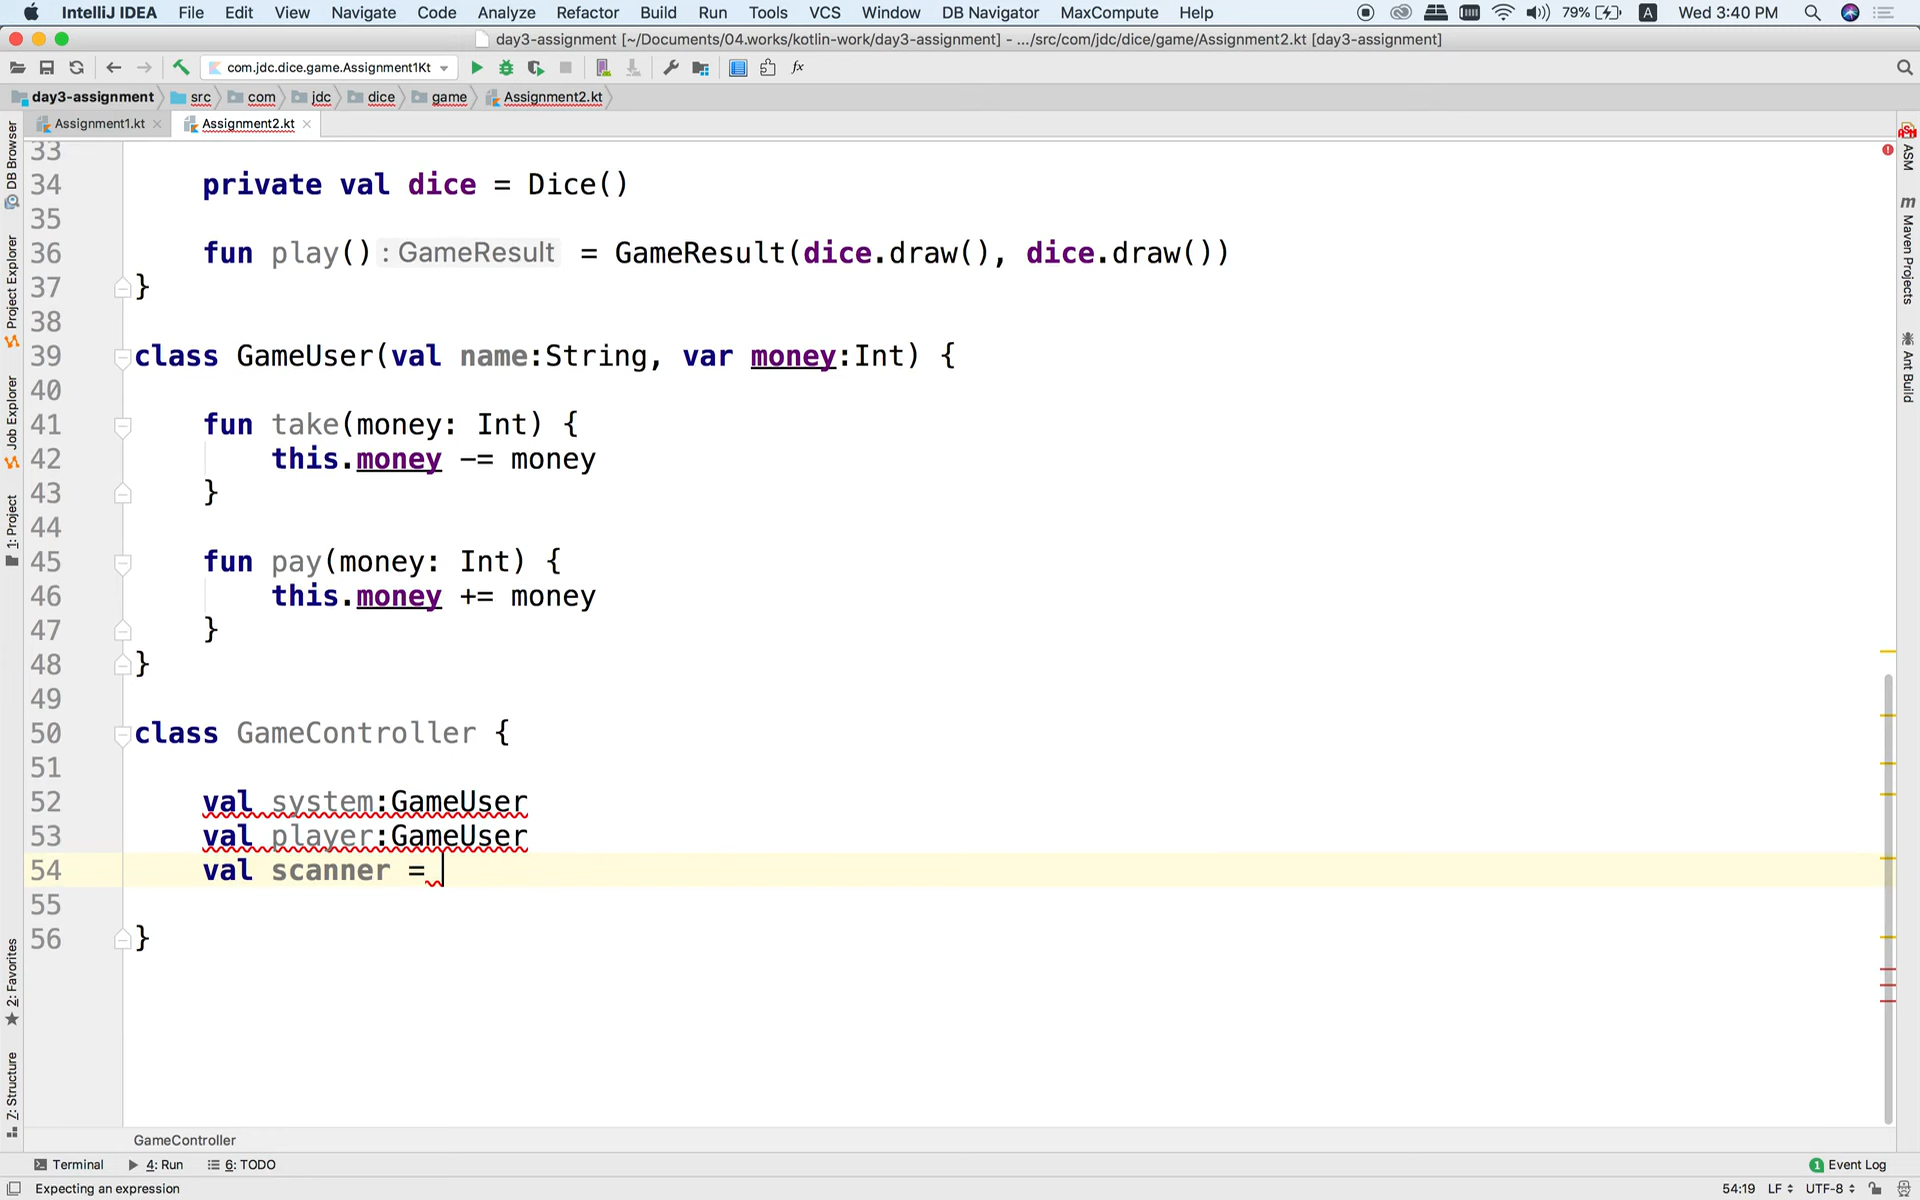 IntelliJ IDEA File Edit View Navigate Code Analyze Refactor Build Run Tools VCS Window DB Navigator MaxCompute Help 79% A Wed 3:40 PM
day3-assignment [~/Documents/04.works/kotlin-work/day3-assignment] - .../src/com/jdc/dice/game/Assignment2.kt [day3-assignment]
com.jdc.dice.game.Assignment1Kt
day3-assignment src com jdc dice game Assignment2.kt
Assignment1.kt Assignment2.kt
33
34 private val dice = Dice()
35
36 fun play() : GameResult = GameResult(dice.draw(), dice.draw())
37 }
38
39 class GameUser(val name:String, var money:Int) {
40
41 fun take(money: Int) {
42 this.money -= money
43 }
44
45 fun pay(money: Int) {
46 this.money += money
47 }
48 }
49
50 class GameController {
51
52 val system:GameUser
53 val player:GameUser
54 val scanner =
55
56 }
DB Browser
Project Explorer
Job Explorer
1: Project
2: Favorites
Z: Structure
ASM
Maven Projects
Ant Build
GameController
Terminal 4: Run 6: TODO 1 Event Log
Expecting an expression 54:19 LF UTF-8